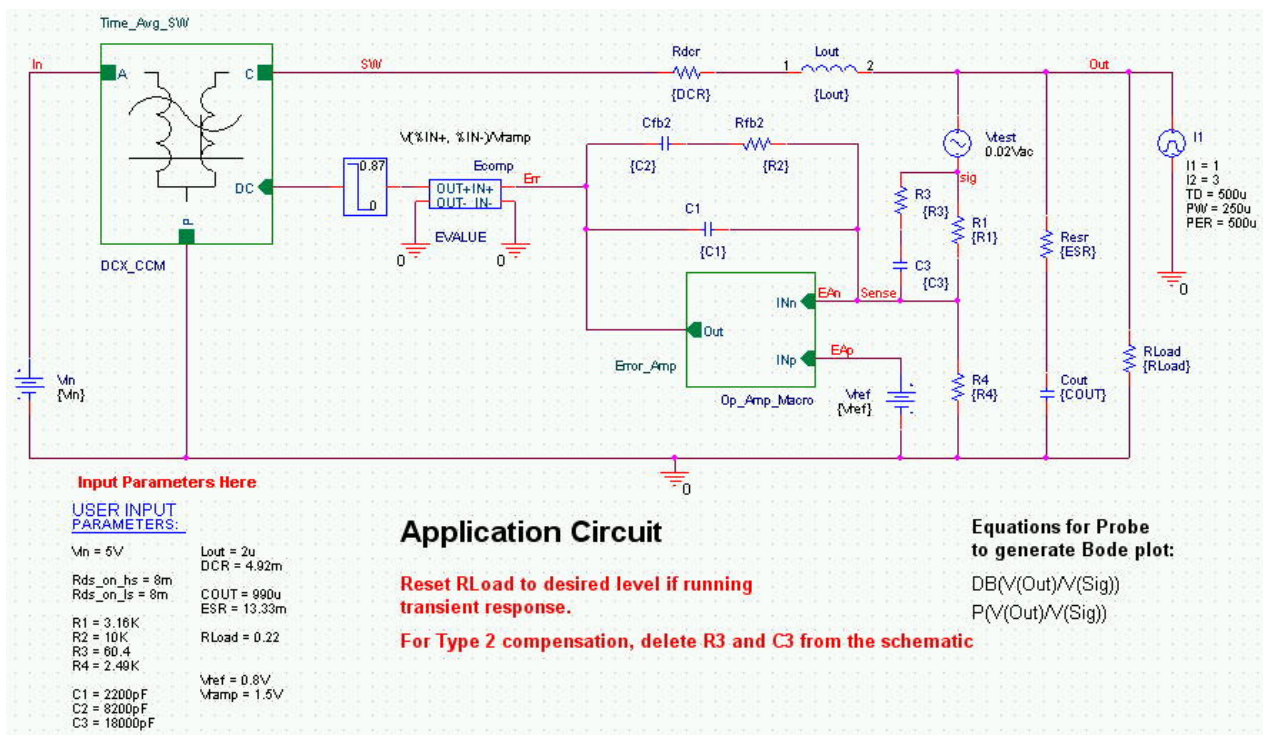 Time_Avg_SW
In
A
C
SW
Rdcr
{DCR}
1
Lout
2
{Lout}
Out
DC
P
DCX_CCM
0.87
0
V(%IN+, %IN-)/Vramp
Ecomp
OUT+IN+
OUT- IN-
EVALUE
0
0
Err
Cfb2
{C2}
Rfb2
{R2}
C1
{C1}
Vtest
0.02Vac
sig
R3
{R3}
R1
{R1}
C3
{C3}
Resr
{ESR}
I1
I1 = 1
I2 = 3
TD = 500u
PW = 250u
PER = 500u
0
EAn
Sense
INn
Out
INp
EAp
Error_Amp
Op_Amp_Macro
Vref
{Vref}
R4
{R4}
Cout
{COUT}
RLoad
{RLoad}
Vin
{Vin}
0
Input Parameters Here
USER INPUT
PARAMETERS:
Vin = 5V
Rds_on_hs = 8m
Rds_on_ls = 8m
R1 = 3.16K
R2 = 10K
R3 = 60.4
R4 = 2.49K
C1 = 2200pF
C2 = 8200pF
C3 = 18000pF
Lout = 2u
DCR = 4.92m
COUT = 990u
ESR = 13.33m
RLoad = 0.22
Vref = 0.8V
Vramp = 1.5V
Application Circuit
Reset RLoad to desired level if running
transient response.
For Type 2 compensation, delete R3 and C3 from the schematic
Equations for Probe
to generate Bode plot:
DB(V(Out)/V(Sig))
P(V(Out)/V(Sig))